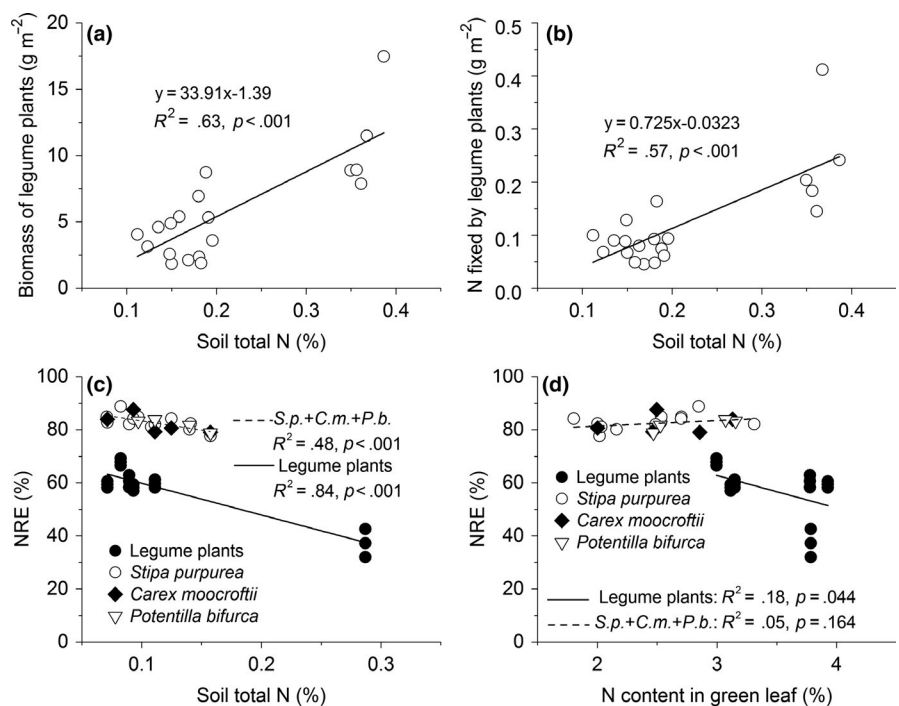 (a)
Biomass of legume plants (g m⁻²)
20
15
10
5
0
y = 33.91x-1.39
R² = .63, p < .001
0.1 0.2 0.3 0.4
Soil total N (%)
(b)
N fixed by legume plants (g m⁻²)
0.5
0.4
0.3
0.2
0.1
0.0
y = 0.725x-0.0323
R² = .57, p < .001
0.1 0.2 0.3 0.4
Soil total N (%)
(c)
NRE (%)
100
80
60
40
20
0
S.p.+C.m.+P.b.
R² = .48, p < .001
Legume plants
R² = .84, p < .001
Legume plants
Stipa purpurea
Carex moocroftii
Potentilla bifurca
0.1 0.2 0.3
Soil total N (%)
(d)
NRE (%)
100
80
60
40
20
0
Legume plants
Stipa purpurea
Carex moocroftii
Potentilla bifurca
Legume plants: R² = .18, p = .044
S.p.+C.m.+P.b.: R² = .05, p = .164
2 3 4
N content in green leaf (%)